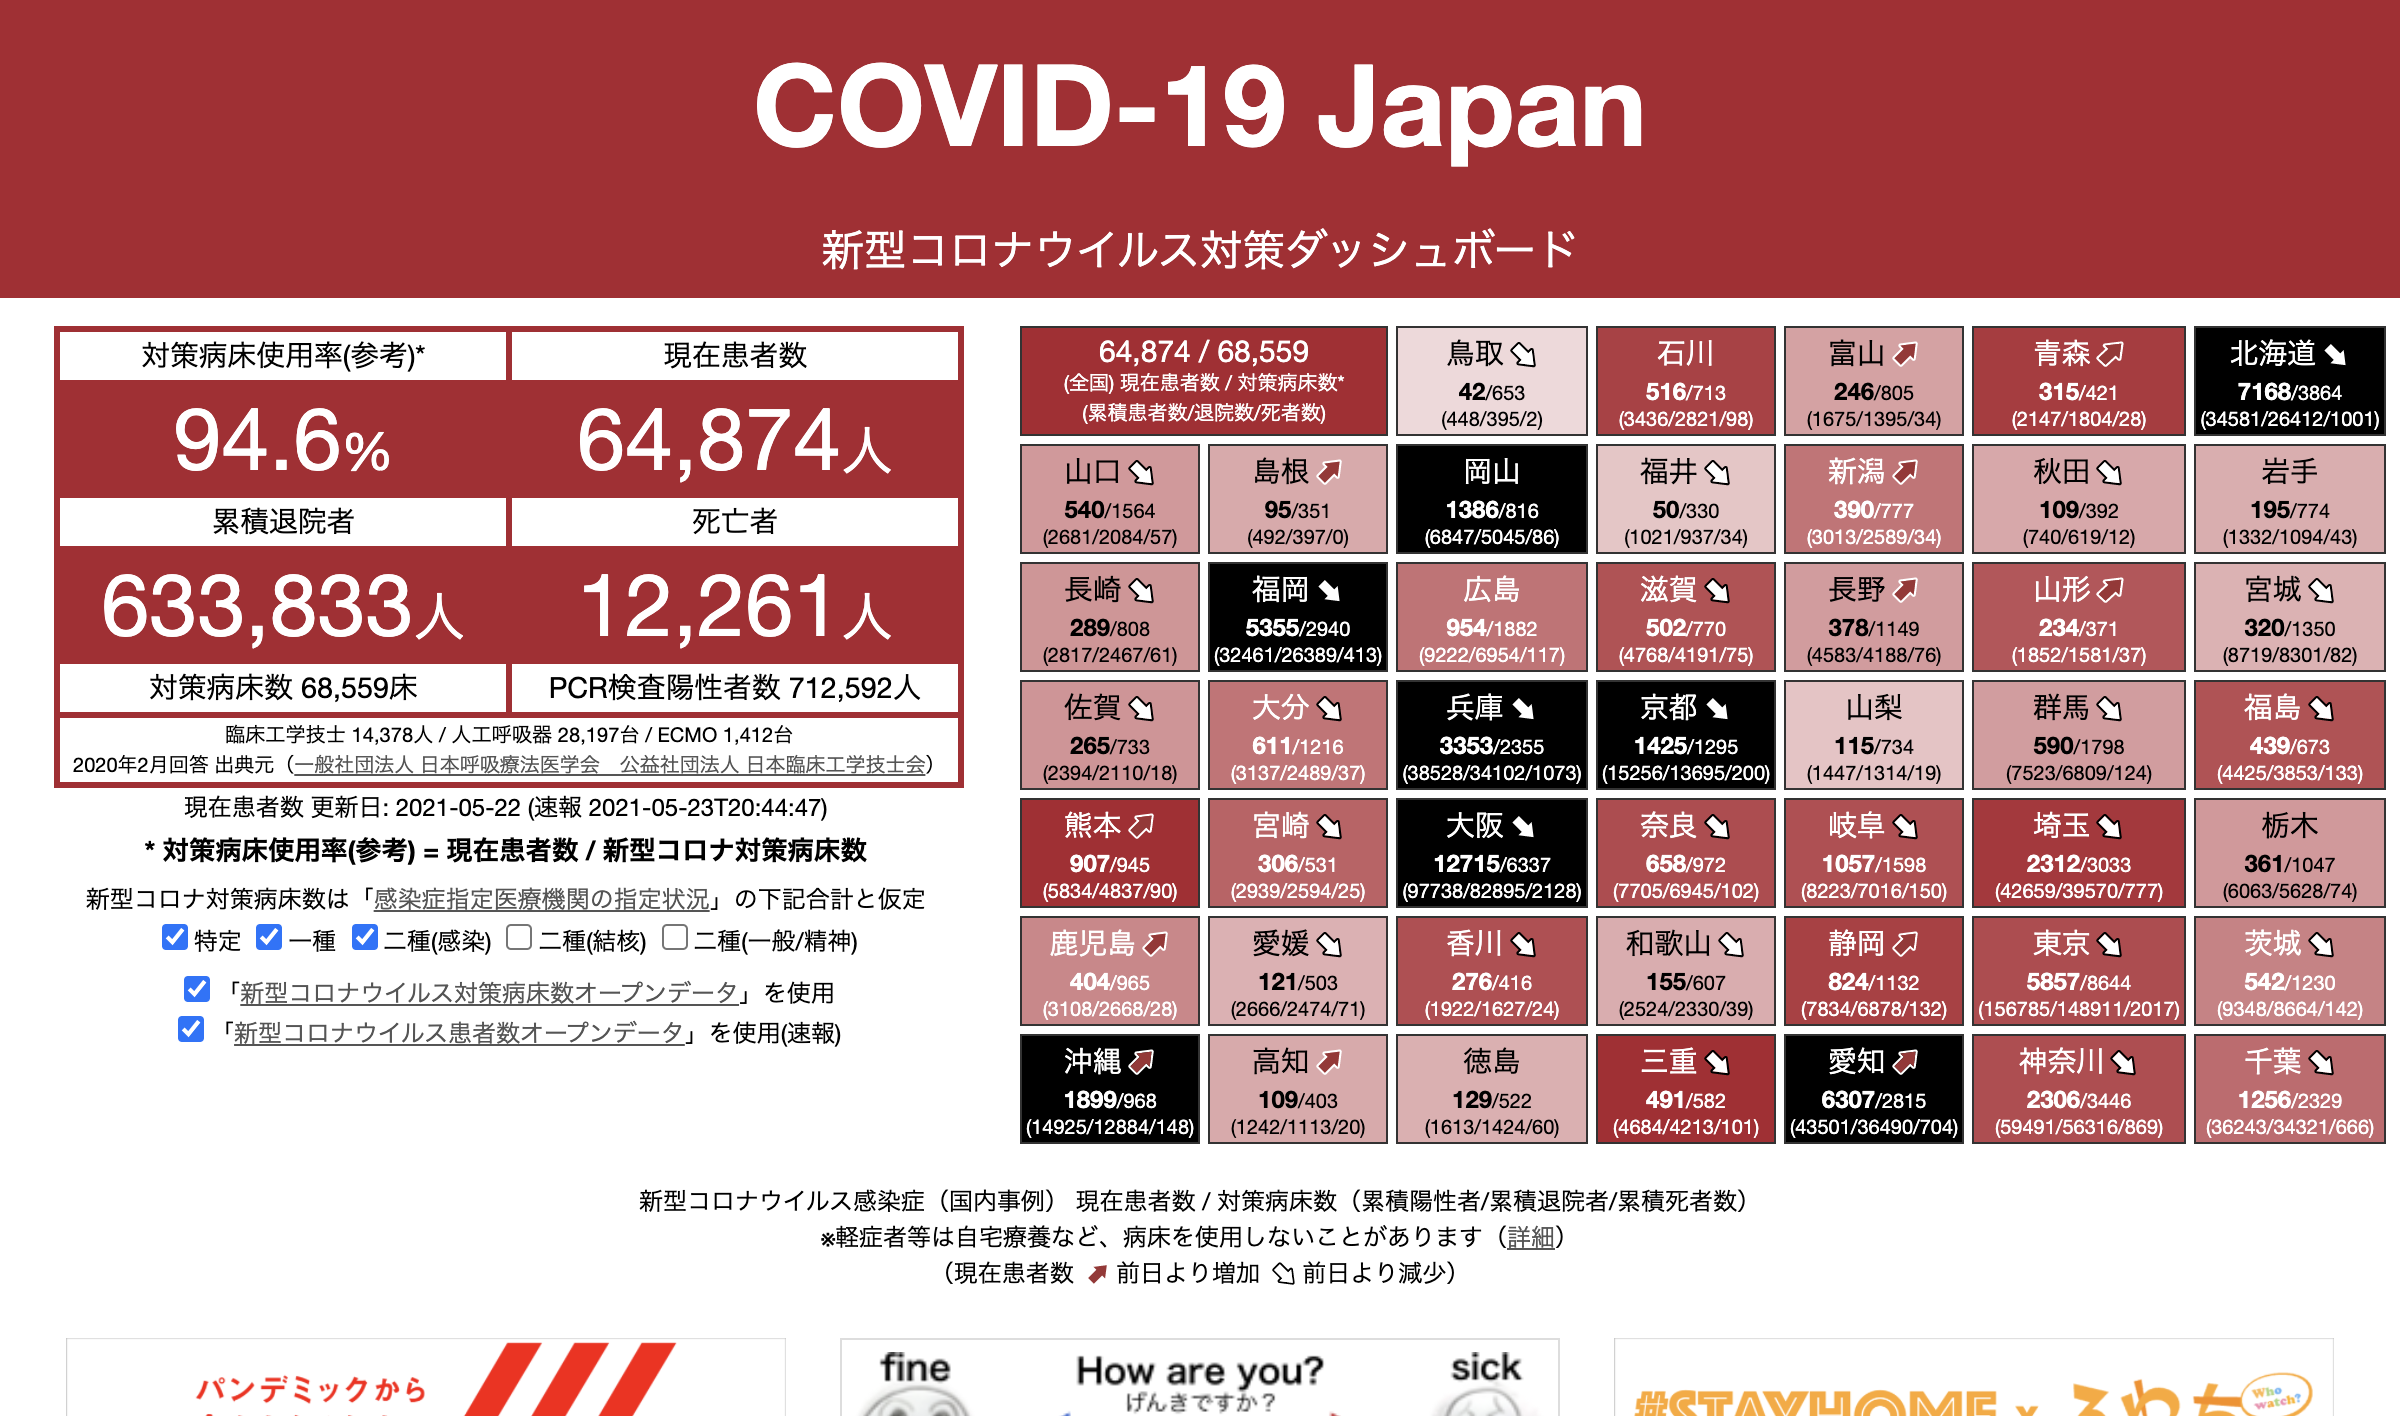 COVID-19 Japan
新型コロナウイルス対策ダッシュボード
対策病床使用率(参考)*
現在患者数
94.6%
64,874人
累積退院者
死亡者
633,833人
12,261人
対策病床数 68,559床
PCR検査陽性者数 712,592人
臨床工学技士 14,378人 / 人工呼吸器 28,197台 / ECMO 1,412台
2020年2月回答 出典元（一般社団法人 日本呼吸療法医学会　公益社団法人 日本臨床工学技士会）
現在患者数 更新日: 2021-05-22 (速報 2021-05-23T20:44:47)
* 対策病床使用率(参考) = 現在患者数 / 新型コロナ対策病床数
新型コロナ対策病床数は「感染症指定医療機関の指定状況」の下記合計と仮定
特定 一種 二種(感染) 二種(結核) 二種(一般/精神)
「新型コロナウイルス対策病床数オープンデータ」を使用
「新型コロナウイルス患者数オープンデータ」を使用(速報)
64,874 / 68,559
(全国) 現在患者数 / 対策病床数*
(累積患者数/退院数/死者数)
鳥取
42/653
(448/395/2)
石川
516/713
(3436/2821/98)
富山
246/805
(1675/1395/34)
青森
315/421
(2147/1804/28)
北海道
7168/3864
(34581/26412/1001)
山口
540/1564
(2681/2084/57)
島根
95/351
(492/397/0)
岡山
1386/816
(6847/5045/86)
福井
50/330
(1021/937/34)
新潟
390/777
(3013/2589/34)
秋田
109/392
(740/619/12)
岩手
195/774
(1332/1094/43)
長崎
289/808
(2817/2467/61)
福岡
5355/2940
(32461/26389/413)
広島
954/1882
(9222/6954/117)
滋賀
502/770
(4768/4191/75)
長野
378/1149
(4583/4188/76)
山形
234/371
(1852/1581/37)
宮城
320/1350
(8719/8301/82)
佐賀
265/733
(2394/2110/18)
大分
611/1216
(3137/2489/37)
兵庫
3353/2355
(38528/34102/1073)
京都
1425/1295
(15256/13695/200)
山梨
115/734
(1447/1314/19)
群馬
590/1798
(7523/6809/124)
福島
439/673
(4425/3853/133)
熊本
907/945
(5834/4837/90)
宮崎
306/531
(2939/2594/25)
大阪
12715/6337
(97738/82895/2128)
奈良
658/972
(7705/6945/102)
岐阜
1057/1598
(8223/7016/150)
埼玉
2312/3033
(42659/39570/777)
栃木
361/1047
(6063/5628/74)
鹿児島
404/965
(3108/2668/28)
愛媛
121/503
(2666/2474/71)
香川
276/416
(1922/1627/24)
和歌山
155/607
(2524/2330/39)
静岡
824/1132
(7834/6878/132)
東京
5857/8644
(156785/148911/2017)
茨城
542/1230
(9348/8664/142)
沖縄
1899/968
(14925/12884/148)
高知
109/403
(1242/1113/20)
徳島
129/522
(1613/1424/60)
三重
491/582
(4684/4213/101)
愛知
6307/2815
(43501/36490/704)
神奈川
2306/3446
(59491/56316/869)
千葉
1256/2329
(36243/34321/666)
新型コロナウイルス感染症（国内事例） 現在患者数 / 対策病床数（累積陽性者/累積退院者/累積死者数）
※軽症者等は自宅療養など、病床を使用しないことがあります（詳細）
（現在患者数 前日より増加 前日より減少）
パンデミックから
fine
How are you?
sick
げんきですか？
#STAYHOME x ふわっち
Who watch?